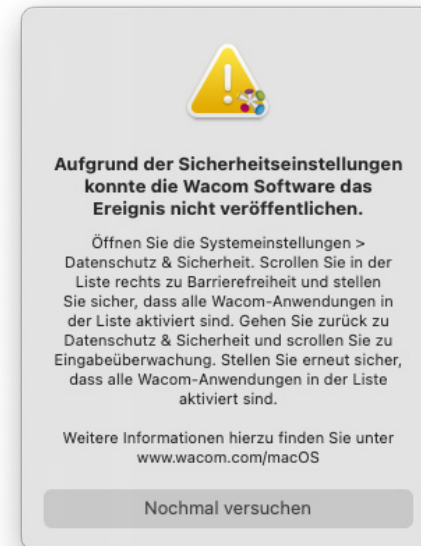 Aufgrund der Sicherheitseinstellungen
konnte die Wacom Software das
Ereignis nicht veröffentlichen.
Öffnen Sie die Systemeinstellungen >
Datenschutz & Sicherheit. Scrollen Sie in der
Liste rechts zu Barrierefreiheit und stellen
Sie sicher, dass alle Wacom-Anwendungen in
der Liste aktiviert sind. Gehen Sie zurück zu
Datenschutz & Sicherheit und scrollen Sie zu
Eingabeüberwachung. Stellen Sie erneut sicher,
dass alle Wacom-Anwendungen in der Liste
aktiviert sind.
Weitere Informationen hierzu finden Sie unter
www.wacom.com/macOS
Nochmal versuchen